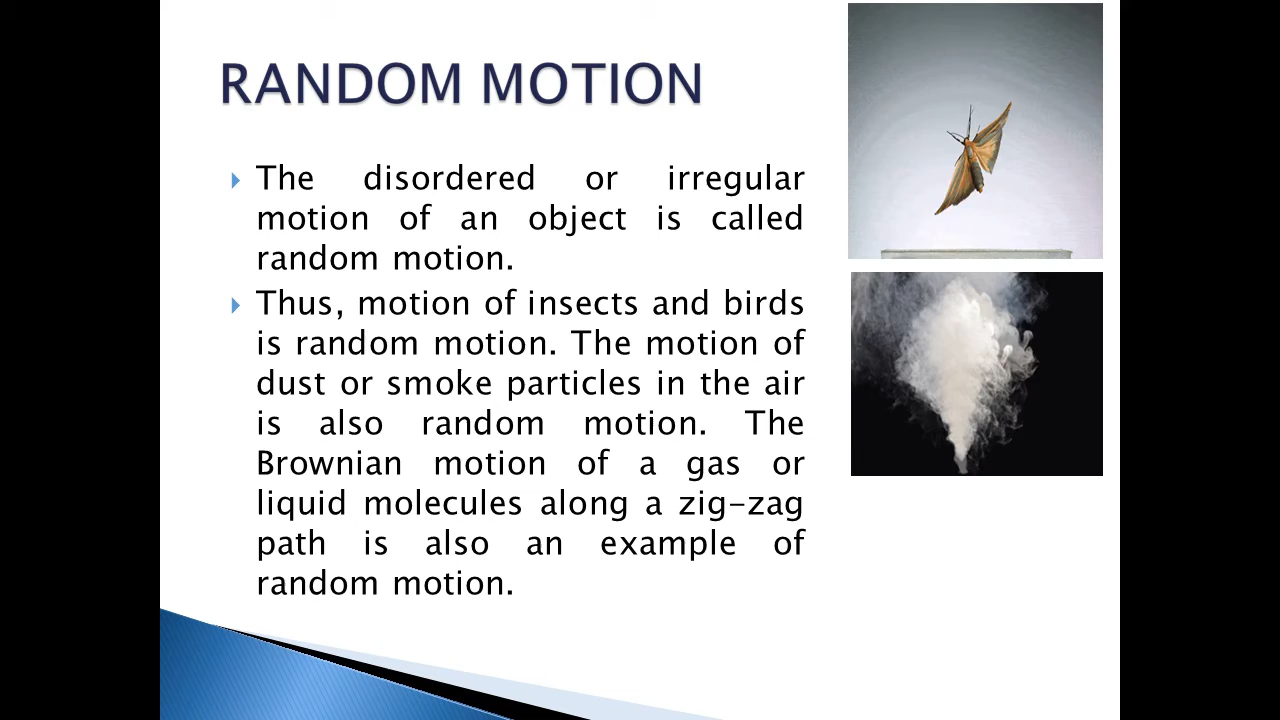 RANDOM MOTION
The disordered or irregular
motion of an object is called
random motion.
Thus, motion of insects and birds
is random motion. The motion of
dust or smoke particles in the air
is also random motion. The
Brownian motion of a gas or
liquid molecules along a zig-zag
path is also an example of
random motion.